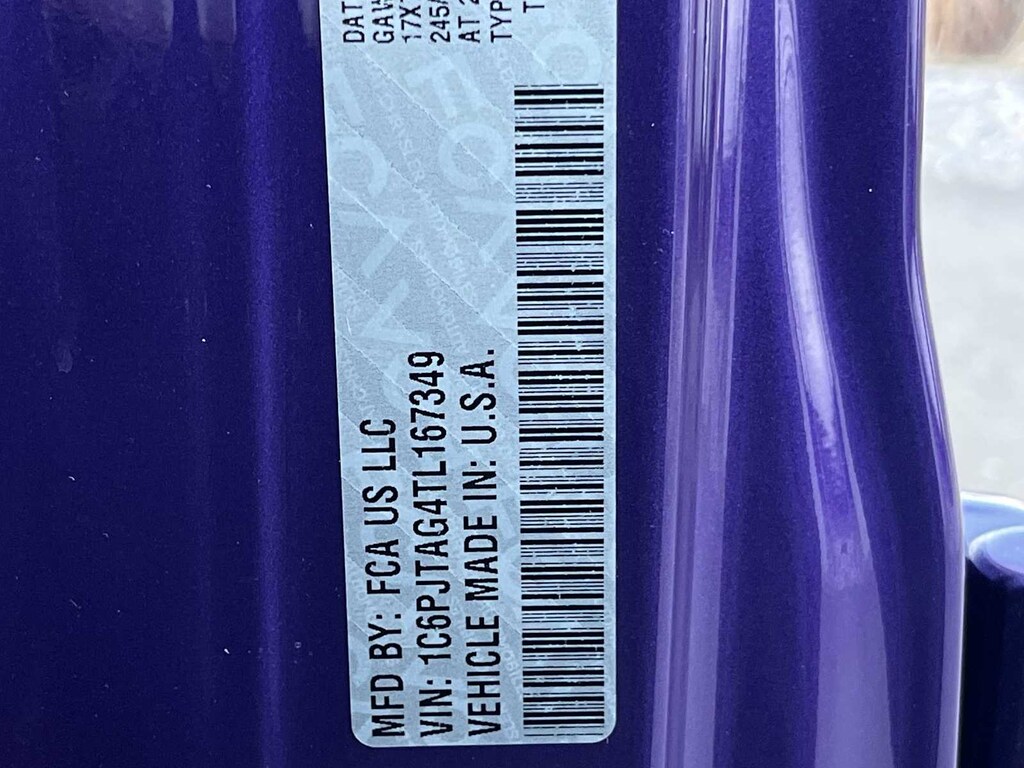 MFD BY: FCA US LLC
VIN: 1C6PJTAG4TL167349
VEHICLE MADE IN: U.S.A.